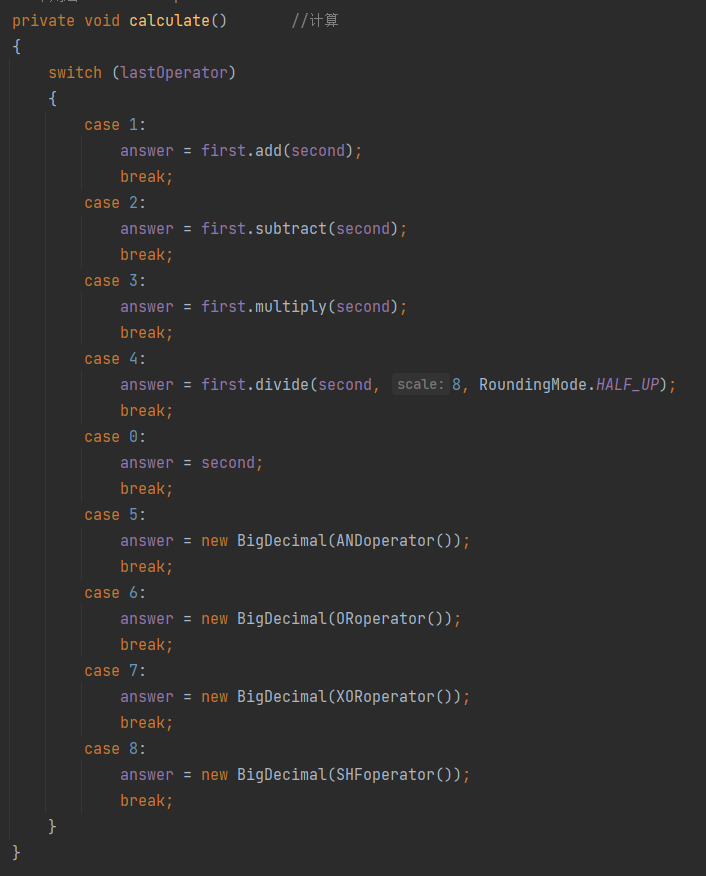 private void calculate() //计算
{
switch (lastOperator)
{
case 1:
answer = first.add(second);
break;
case 2:
answer = first.subtract(second);
break;
case 3:
answer = first.multiply(second);
break;
case 4:
answer = first.divide(second, scale: 8, RoundingMode.HALF_UP);
break;
case 0:
answer = second;
break;
case 5:
answer = new BigDecimal(ANDoperator());
break;
case 6:
answer = new BigDecimal(ORoperator());
break;
case 7:
answer = new BigDecimal(XORoperator());
break;
case 8:
answer = new BigDecimal(SHFoperator());
break;
}
}